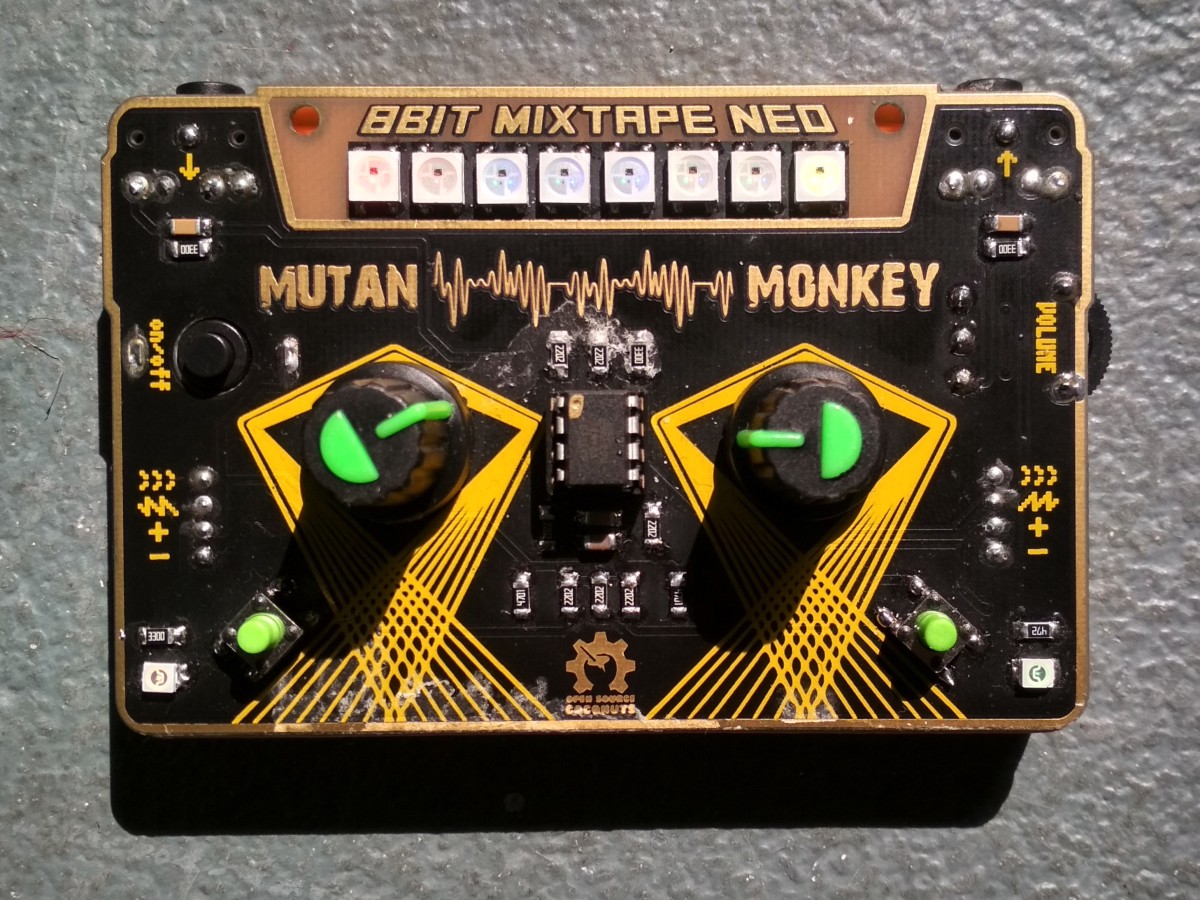 8BIT MIXTAPE NEO
MUTAN MONKEY
on/off
VOLUME
OPEN SOURCE
COCONUTS